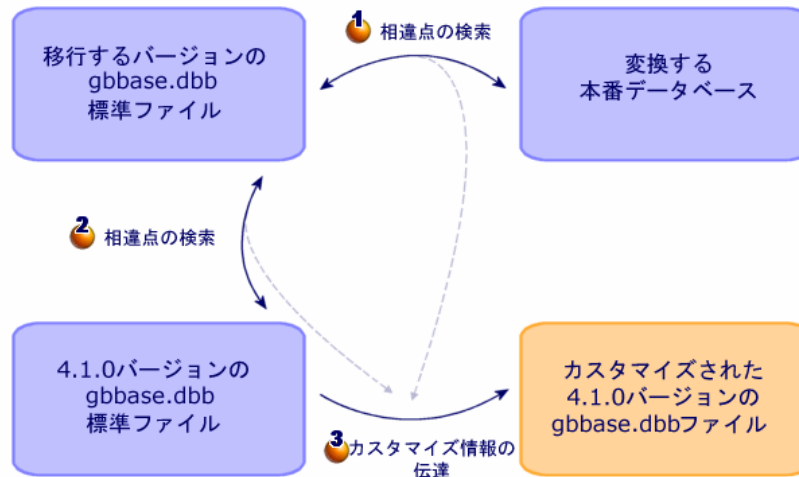 移行するバージョンの
gbbase.dbb
標準ファイル
1 相違点の検索
変換する
本番データベース
2 相違点の検索
4.1.0バージョンの
gbbase.dbb
標準ファイル
3 カスタマイズ情報の
伝達
カスタマイズされた
4.1.0バージョンの
gbbase.dbbファイル